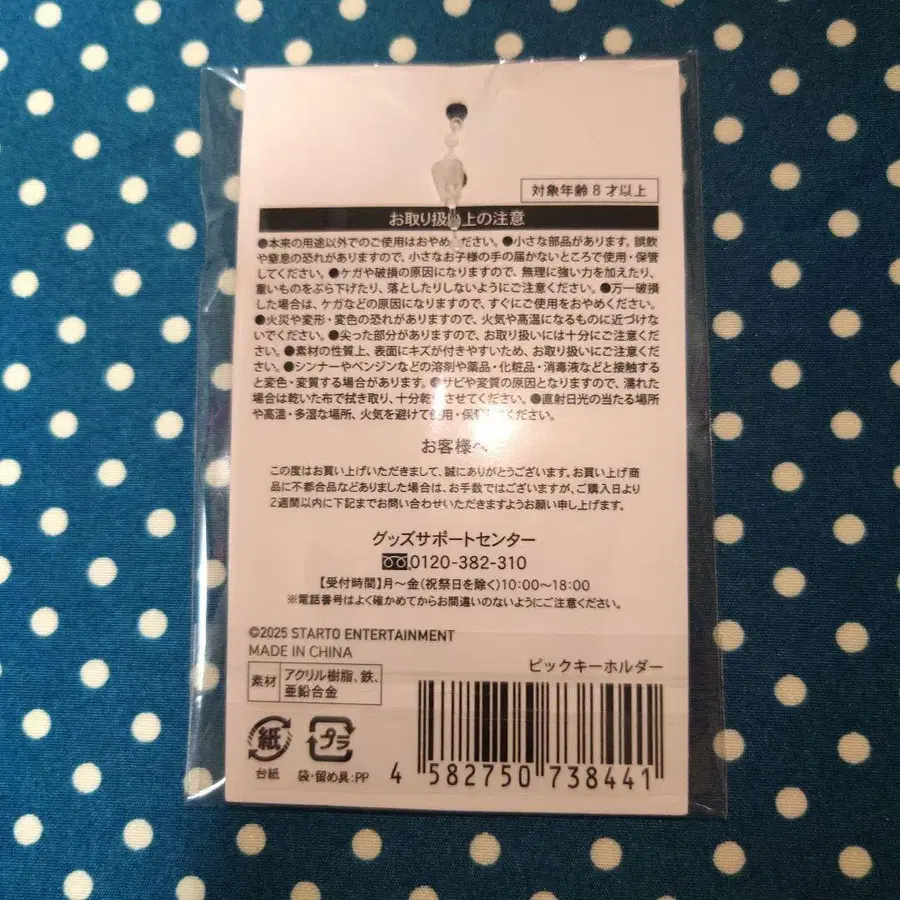 対象年齢8才以上
お取り扱い上の注意
●本来の用途以外でのご使用はおやめください。●小さな部品があります。誤飲
や窒息の恐れがありますので、小さなお子様の手の届かないところで使用・保管
してください。●ケガや破損の原因になりますので、無理に強い力を加えたり、
重いものをぶら下げたり、落としたりしないようにご注意ください。●万一破損
した場合は、ケガなどの原因になりますので、すぐにご使用をおやめください。
●火災や変形・変色の恐れがありますので、火気や高温になるものに近づけな
いでください。●尖った部分がありますので、お取り扱いには十分にご注意くださ
い。●素材の性質上、表面にキズが付きやすいため、お取り扱いにご注意くださ
い。●シンナーやベンジンなどの溶剤や薬品・化粧品・消毒液などと接触する
と変色・変質する場合があります。●サビや変質の原因となりますので、濡れた
場合は乾いた布で拭き取り、十分乾かさせてください。●直射日光の当たる場所
や高温・多湿な場所、火気を避けて使用・保管してください。
お客様へ
この度はお買い上げいただきまして、誠にありがとうございます。お買い上げ商
品に不都合品などありました場合は、お手数ではございますが、ご購入日より
2週間以内に下記までお問い合わせいただきますようお願い申し上げます。
グッズサポートセンター
0120-382-310
【受付時間】月〜金(祝祭日を除く)10:00〜18:00
※電話番号はよく確かめてからお間違いのないようにご注意ください。
©2025 STARTO ENTERTAINMENT
MADE IN CHINA
ピックキーホルダー
素材 アクリル樹脂、鉄、
亜鉛合金
紙 プラ
台紙 袋・留め具:PP
4 582750 738441